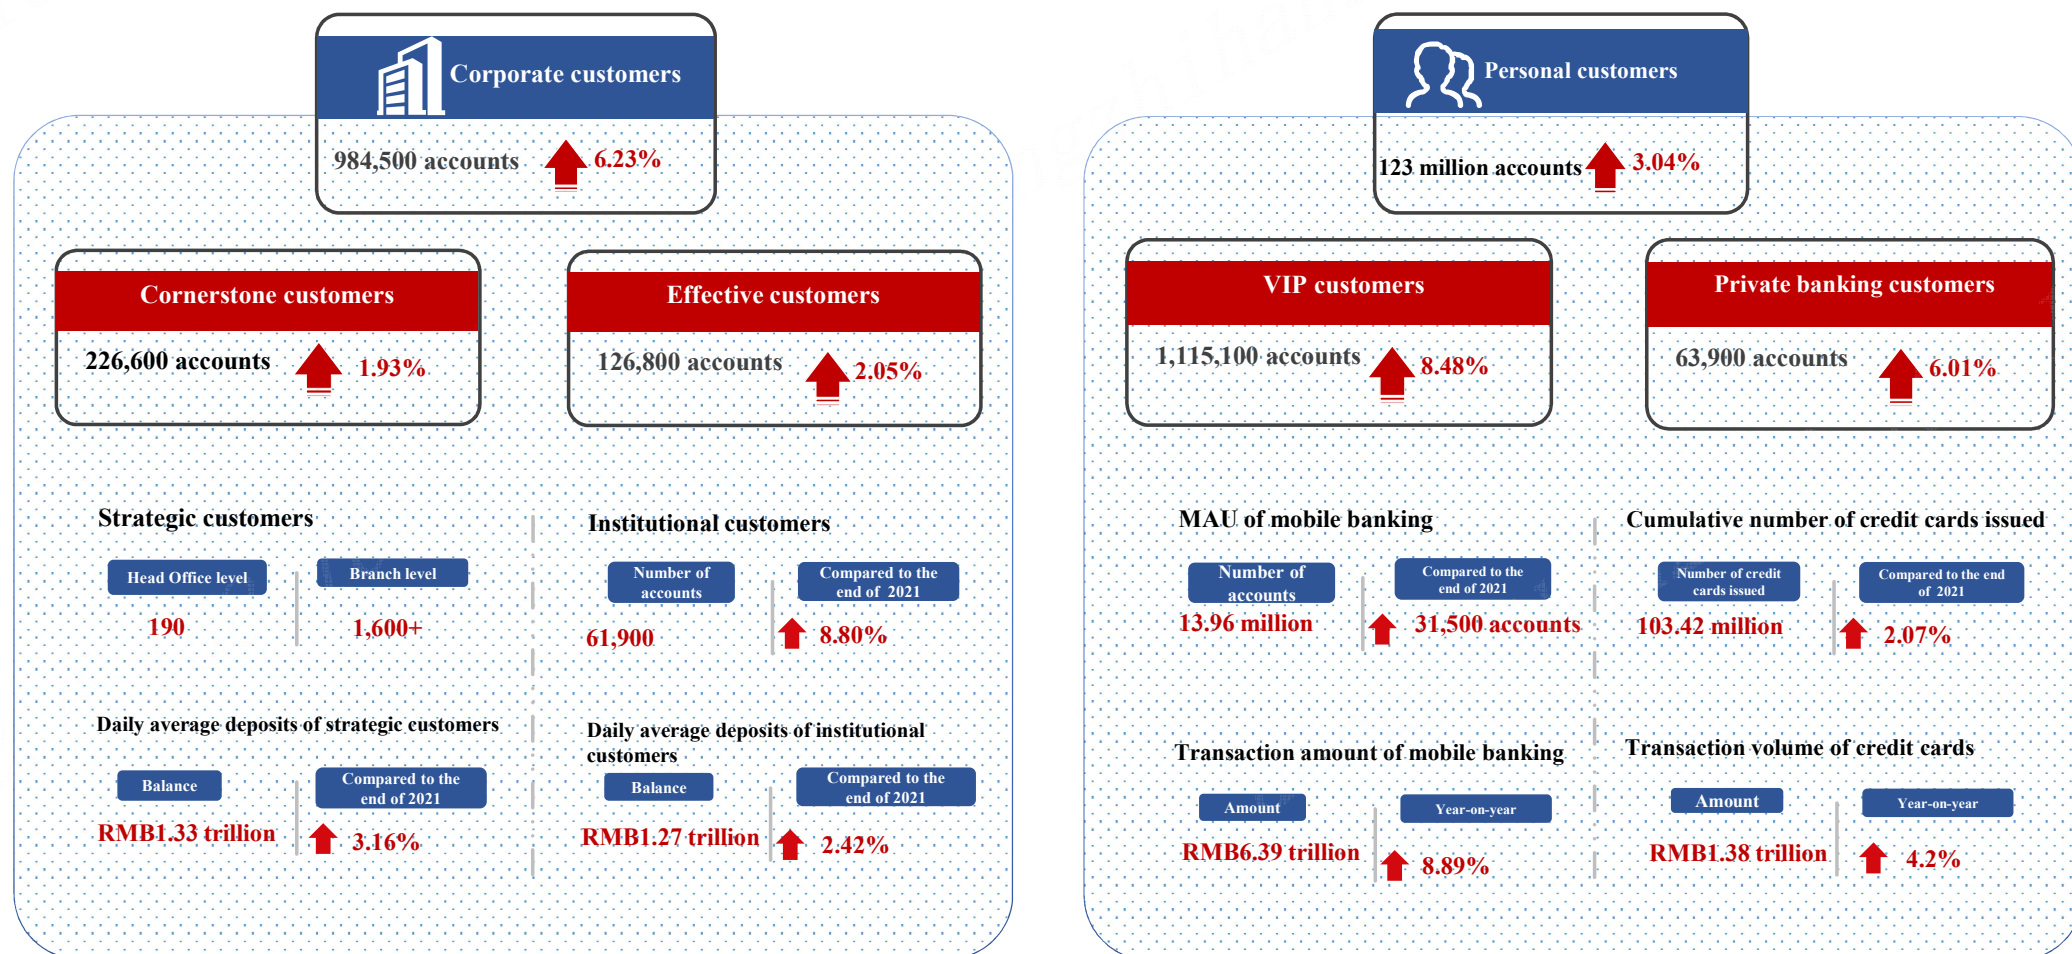 Corporate customers
984,500 accounts
6.23%
Cornerstone customers
226,600 accounts
1.93%
Effective customers
126,800 accounts
2.05%
Strategic customers
Head Office level
190
Branch level
1,600+
Institutional customers
Number of
accounts
61,900
Compared to the
end of 2021
8.80%
Daily average deposits of strategic customers
Balance
RMB1.33 trillion
Compared to the
end of 2021
3.16%
Daily average deposits of institutional
customers
Balance
RMB1.27 trillion
Compared to the
end of 2021
2.42%
Personal customers
123 million accounts
3.04%
VIP customers
1,115,100 accounts
8.48%
Private banking customers
63,900 accounts
6.01%
MAU of mobile banking
Number of
accounts
13.96 million
Compared to the
end of 2021
31,500 accounts
Cumulative number of credit cards issued
Number of credit
cards issued
103.42 million
Compared to the end
of 2021
2.07%
Transaction amount of mobile banking
Amount
RMB6.39 trillion
Year-on-year
8.89%
Transaction volume of credit cards
Amount
RMB1.38 trillion
Year-on-year
4.2%